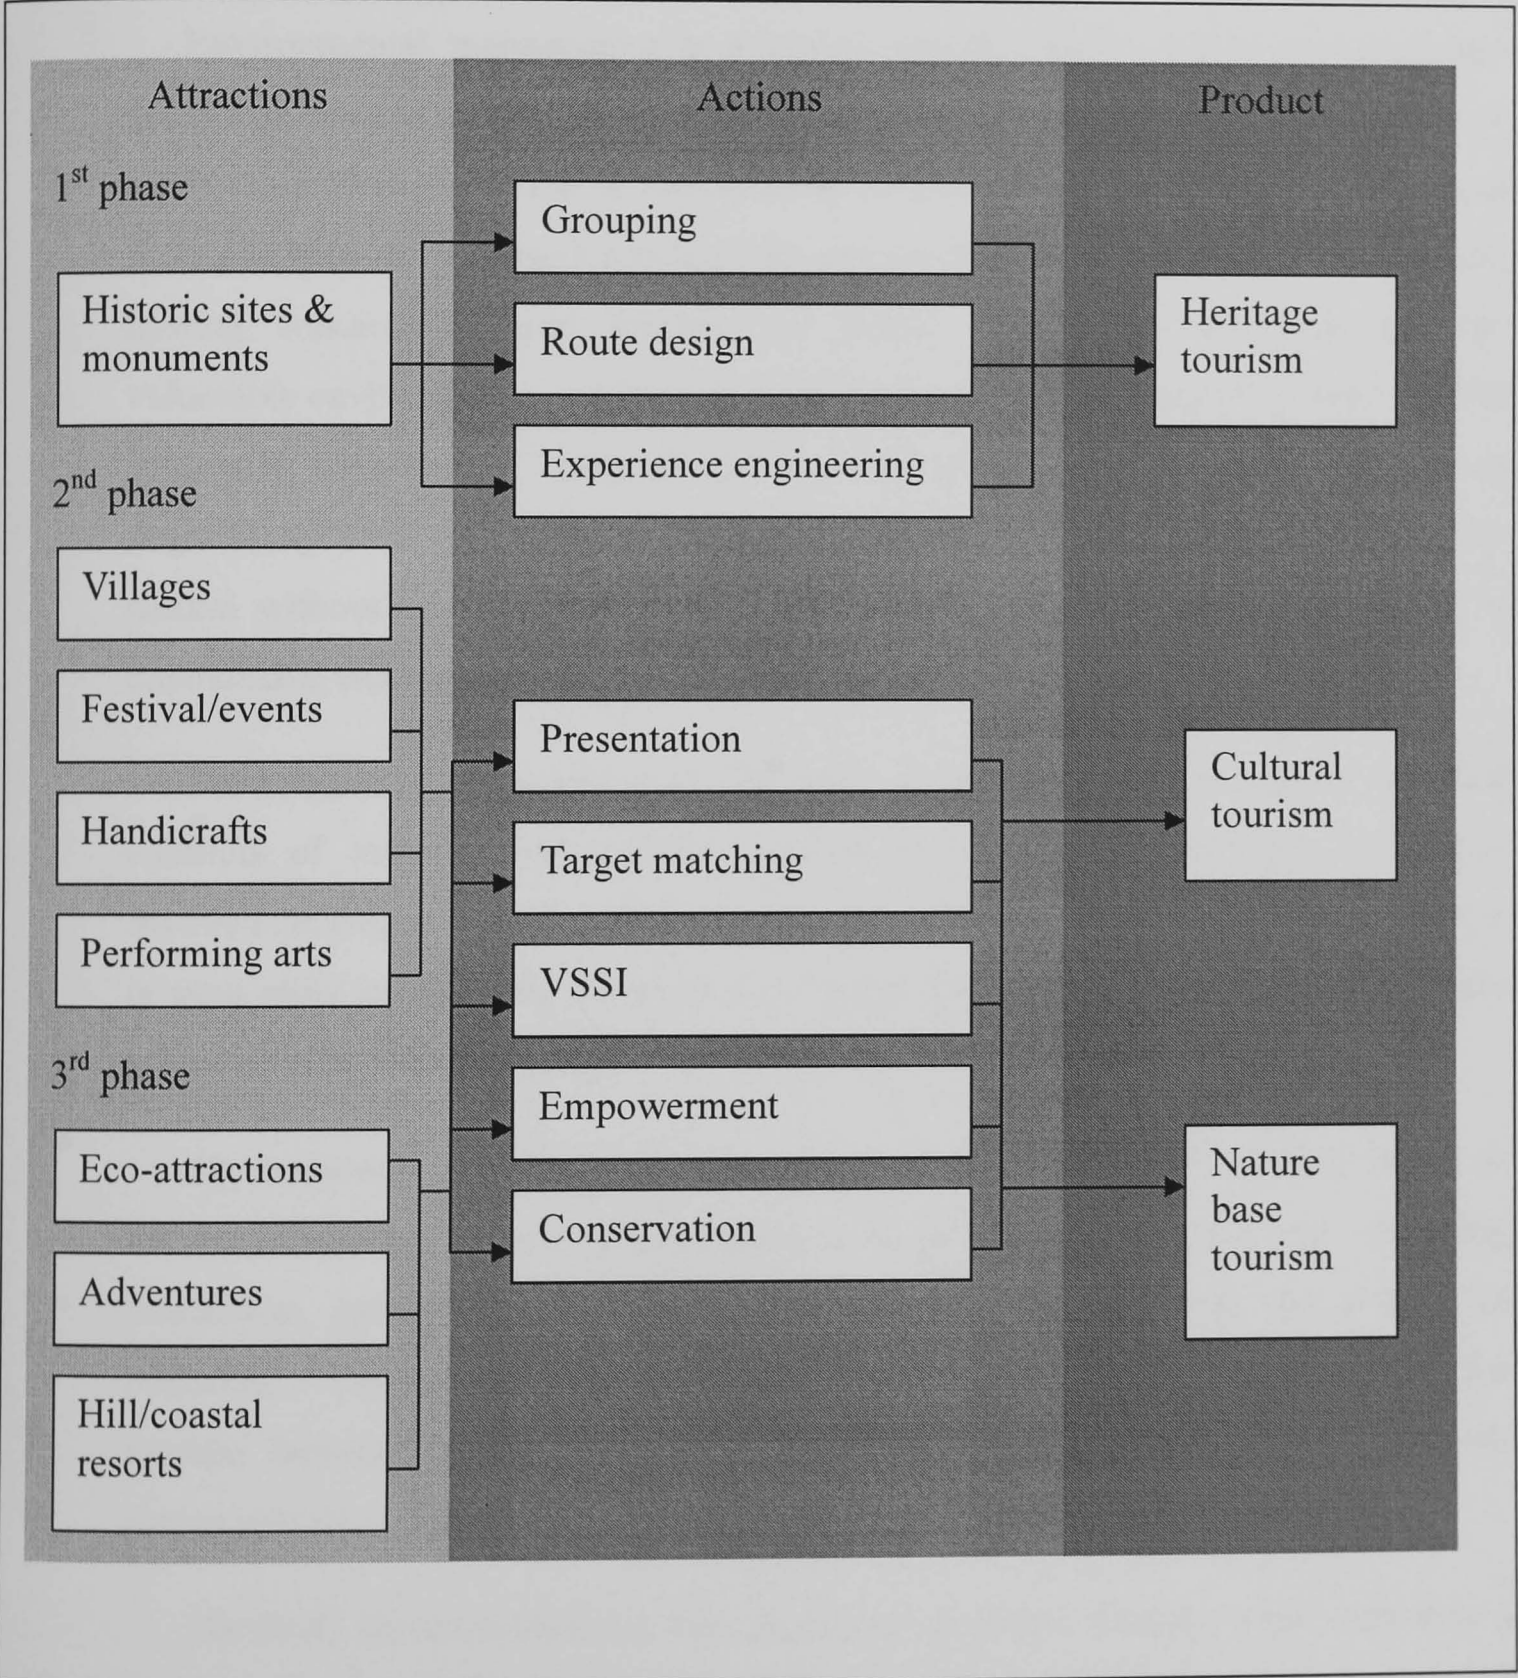 Attractions
Actions
Product
1st phase
Historic sites &
monuments
Grouping
Route design
Experience engineering
Heritage
tourism
2nd phase
Villages
Festival/events
Handicrafts
Performing arts
Presentation
Target matching
VSSI
Empowerment
Conservation
Cultural
tourism
3rd phase
Eco-attractions
Adventures
Hill/coastal
resorts
Nature
base
tourism